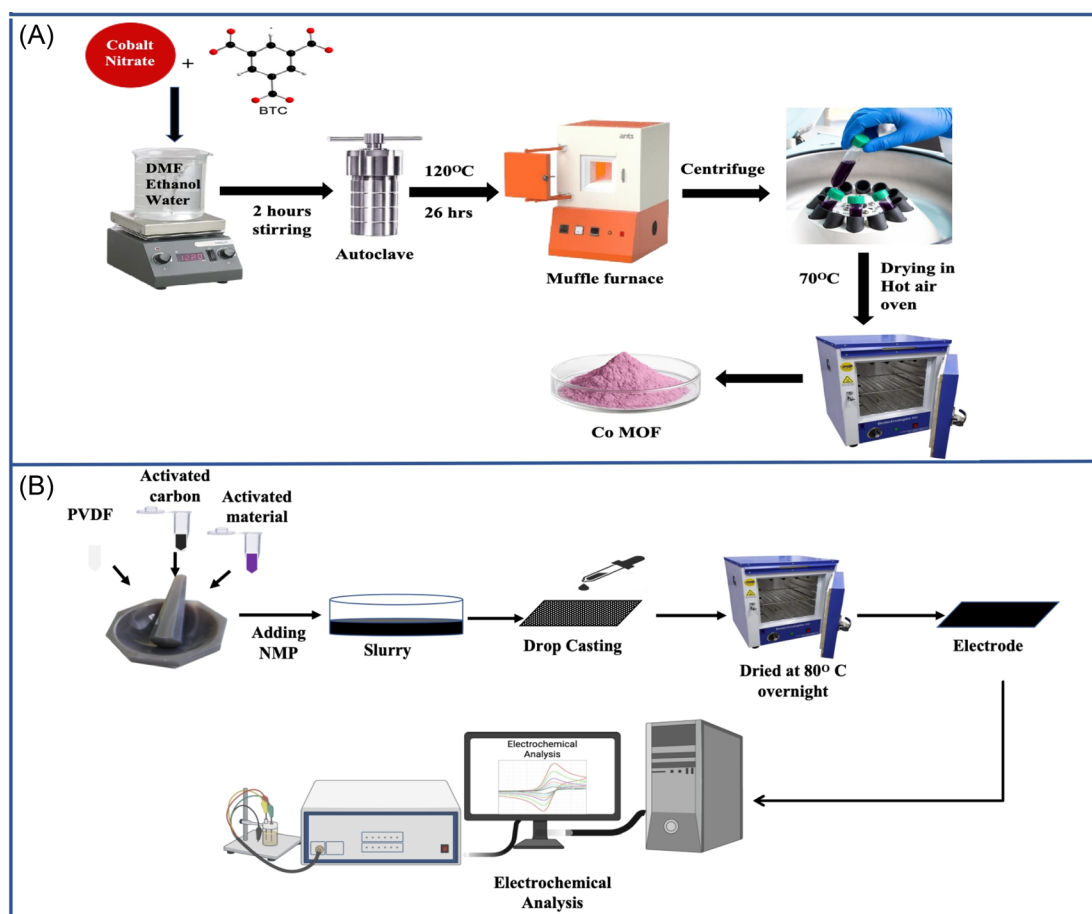 (A)
Cobalt
Nitrate
+
BTC
DMF
Ethanol
Water
2 hours
stirring
Autoclave
120OC
26 hrs
ants
Muffle furnace
Centrifuge
70OC
Drying in
Hot air
oven
Co MOF
(B)
PVDF
Activated
carbon
Activated
material
Adding
NMP
Slurry
Drop Casting
Dried at 80O C
overnight
Electrode
Electrochemical
Analysis
Electrochemical
Analysis